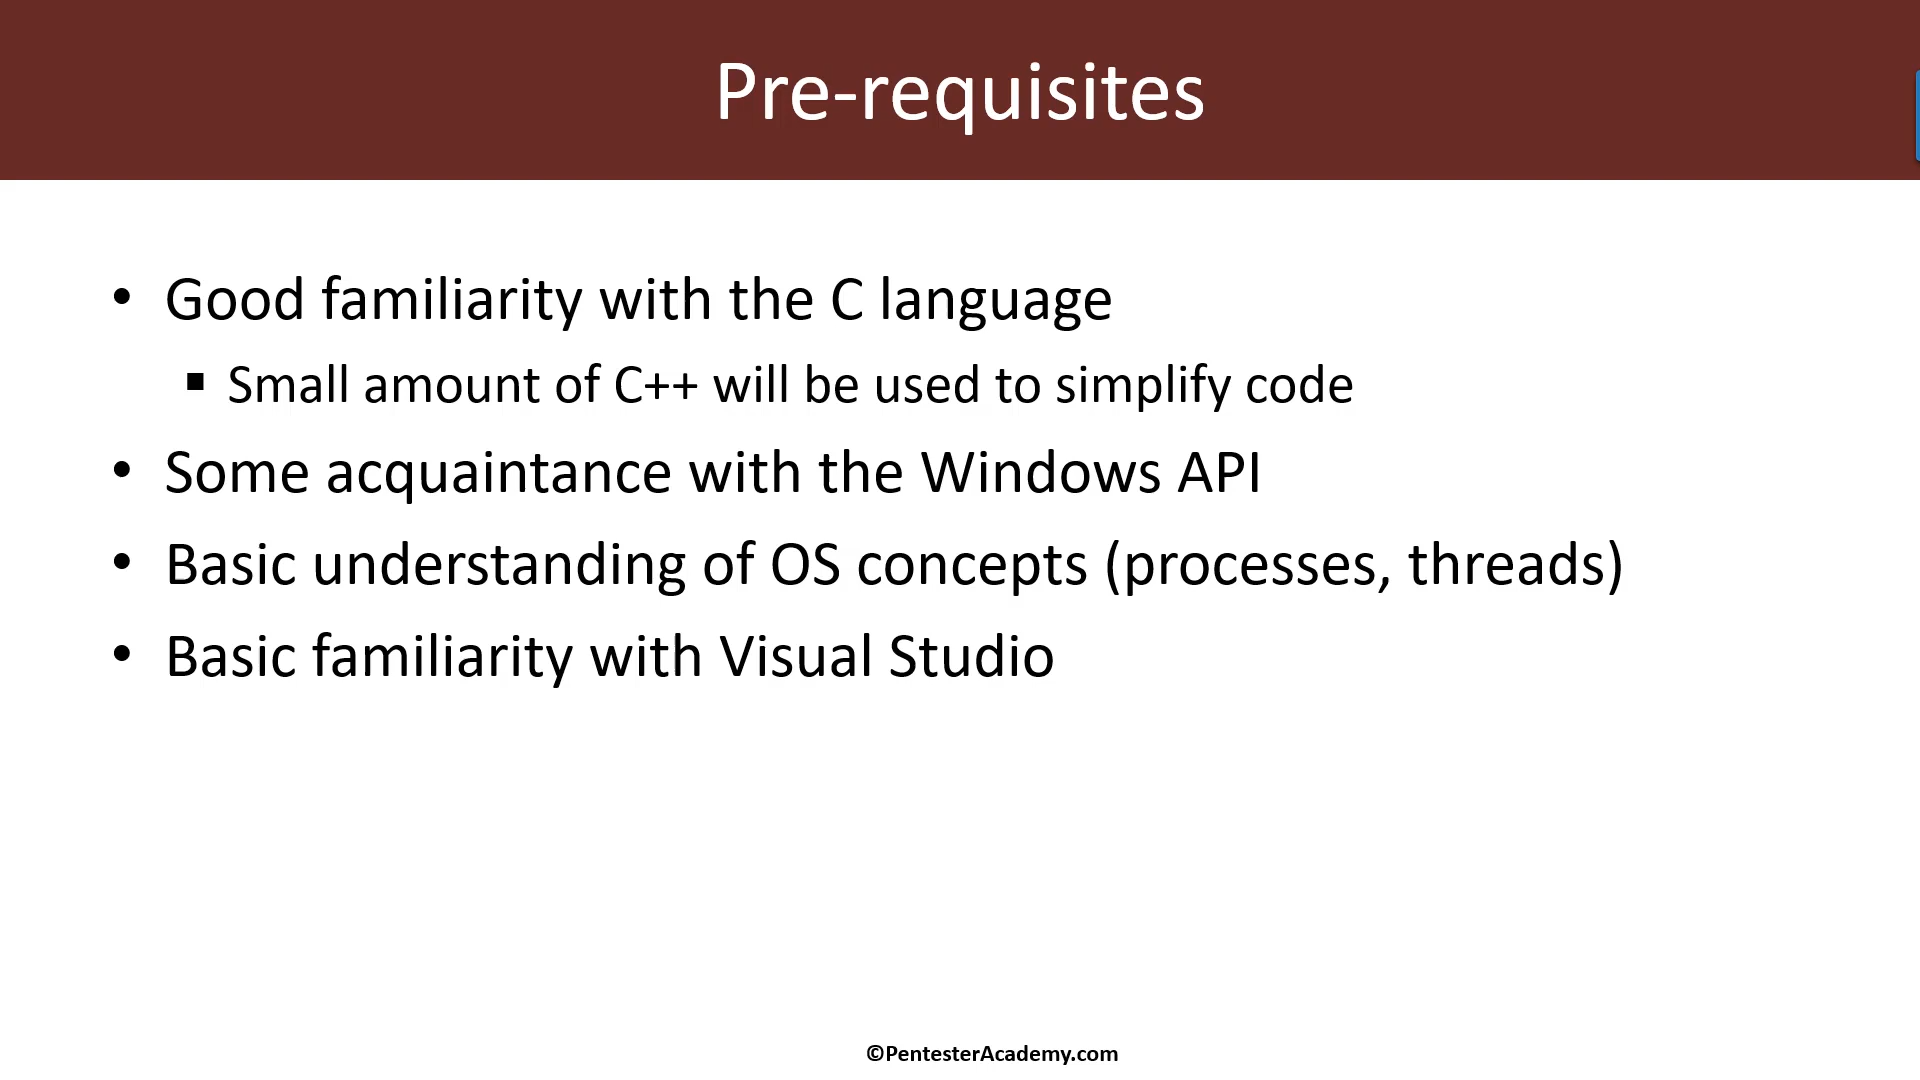 Pre-requisites
• Good familiarity with the C language
▪ Small amount of C++ will be used to simplify code
• Some acquaintance with the Windows API
• Basic understanding of OS concepts (processes, threads)
• Basic familiarity with Visual Studio
©PentesterAcademy.com